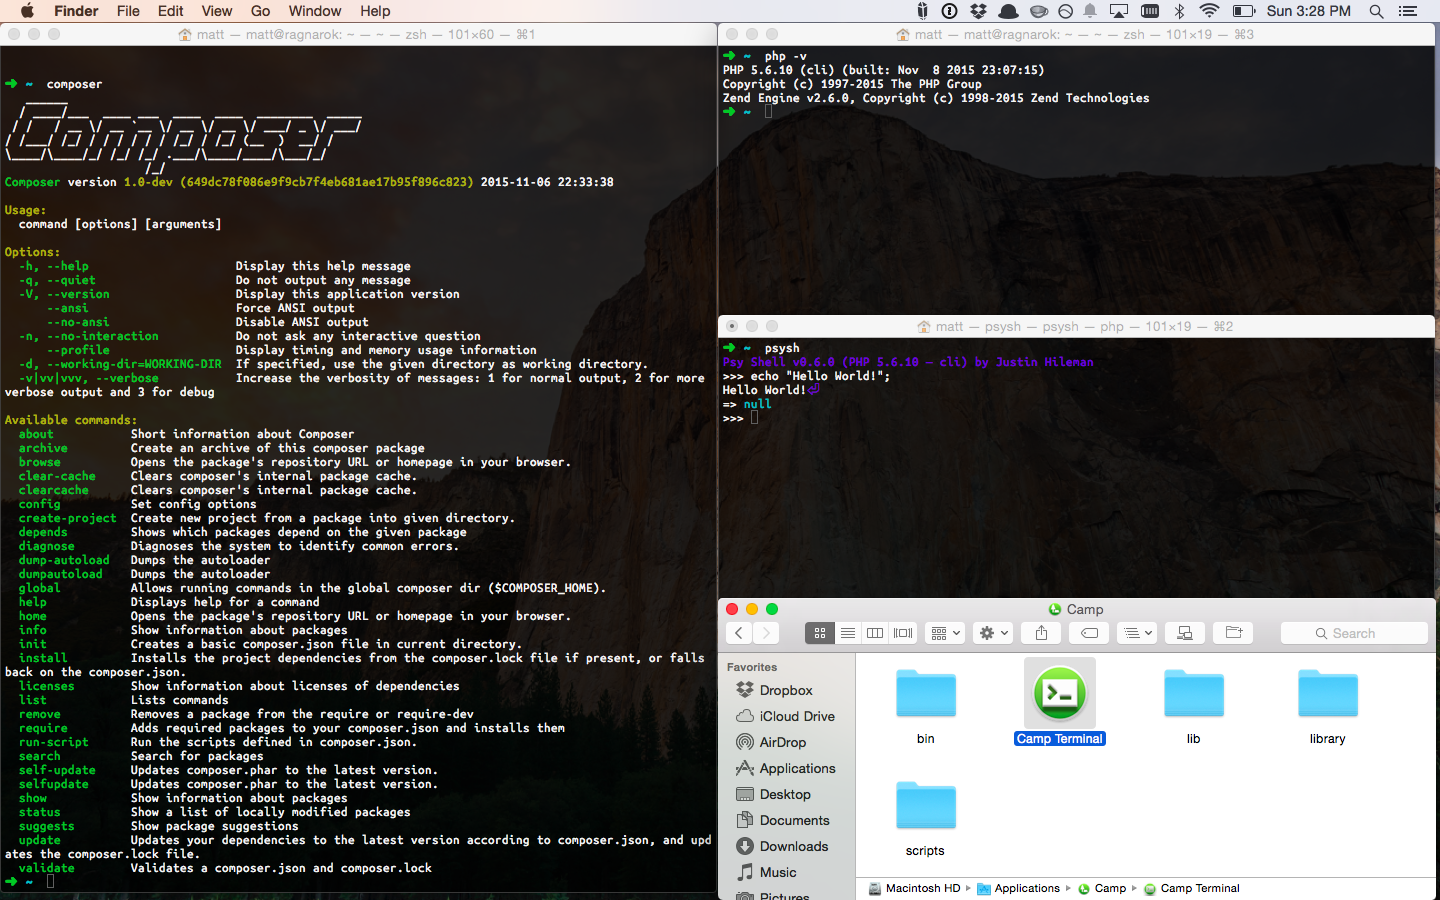 Finder File Edit View Go Window Help
Sun 3:28 PM
matt — matt@ragnarok: ~ — ~ — zsh — 101×60 — ⌘1
➜ ~ composer
Composer
Composer version 1.0-dev (649dc78f086e9f9cb7f4eb681ae17b95f896c823) 2015-11-06 22:33:38
Usage:
command [options] [arguments]
Options:
-h, --help Display this help message
-q, --quiet Do not output any message
-V, --version Display this application version
--ansi Force ANSI output
--no-ansi Disable ANSI output
-n, --no-interaction Do not ask any interactive question
--profile Display timing and memory usage information
-d, --working-dir=WORKING-DIR If specified, use the given directory as working directory.
-v|vv|vvv, --verbose Increase the verbosity of messages: 1 for normal output, 2 for more
verbose output and 3 for debug
Available commands:
about Short information about Composer
archive Create an archive of this composer package
browse Opens the package's repository URL or homepage in your browser.
clear-cache Clears composer's internal package cache.
clearcache Clears composer's internal package cache.
config Set config options
create-project Create new project from a package into given directory.
depends Shows which packages depend on the given package
diagnose Diagnoses the system to identify common errors.
dump-autoload Dumps the autoloader
dumpautoload Dumps the autoloader
global Allows running commands in the global composer dir ($COMPOSER_HOME).
help Displays help for a command
home Opens the package's repository URL or homepage in your browser.
info Show information about packages
init Creates a basic composer.json file in current directory.
install Installs the project dependencies from the composer.lock file if present, or falls
back on the composer.json.
licenses Show information about licenses of dependencies
list Lists commands
remove Removes a package from the require or require-dev
require Adds required packages to your composer.json and installs them
run-script Run the scripts defined in composer.json.
search Search for packages
self-update Updates composer.phar to the latest version.
selfupdate Updates composer.phar to the latest version.
show Show information about packages
status Show a list of locally modified packages
suggests Show package suggestions
update Updates your dependencies to the latest version according to composer.json, and upd
ates the composer.lock file.
validate Validates a composer.json and composer.lock
➜ ~
matt — matt@ragnarok: ~ — ~ — zsh — 101×19 — ⌘3
➜ ~ php -v
PHP 5.6.10 (cli) (built: Nov  8 2015 23:07:15)
Copyright (c) 1997-2015 The PHP Group
Zend Engine v2.6.0, Copyright (c) 1998-2015 Zend Technologies
➜ ~
matt — psysh — psysh — php — 101×19 — ⌘2
➜ ~ psysh
Psy Shell v0.6.0 (PHP 5.6.10 — cli) by Justin Hileman
>>> echo "Hello World!";
Hello World!⏎
=> null
>>>
Camp
Search
Favorites
Dropbox
iCloud Drive
AirDrop
Applications
Desktop
Documents
Downloads
Music
Pictures
bin
Camp Terminal
lib
library
scripts
Macintosh HD ▸ Applications ▸ Camp ▸ Camp Terminal